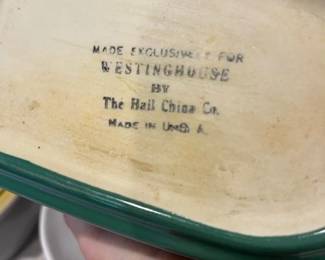 MADE EXCLUSIVELY FOR
WESTINGHOUSE
BY
The Hall China Co.
MADE IN U.S.A.